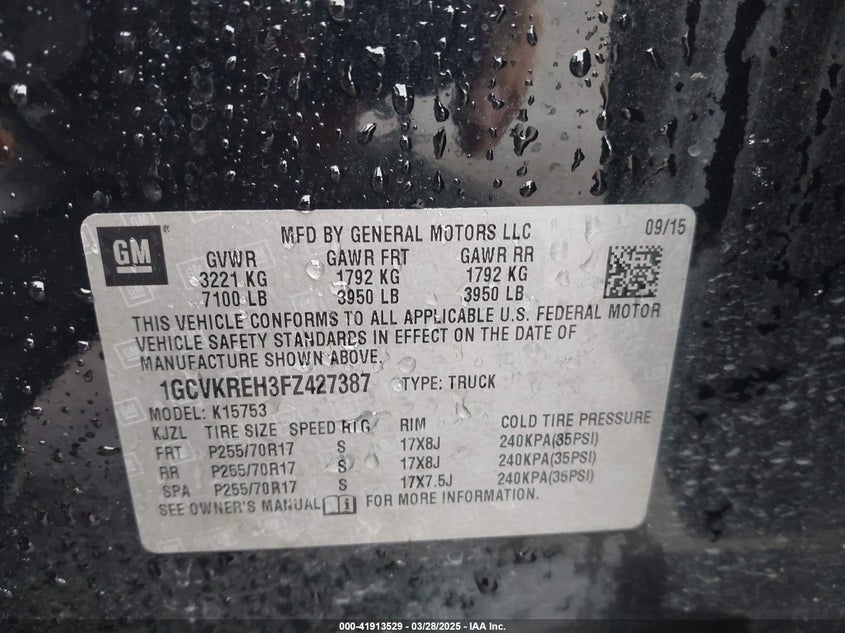 GM
MFD BY GENERAL MOTORS LLC 09/15
GVWR GAWR FRT GAWR RR
3221 KG 1792 KG 1792 KG
7100 LB 3950 LB 3950 LB
THIS VEHICLE CONFORMS TO ALL APPLICABLE U.S. FEDERAL MOTOR
VEHICLE SAFETY STANDARDS IN EFFECT ON THE DATE OF
MANUFACTURE SHOWN ABOVE.
1GCVKREH3FZ427387 TYPE: TRUCK
MODEL: K15753
KJZL TIRE SIZE SPEED RTG RIM COLD TIRE PRESSURE
FRT P255/70R17 S 17X8J 240KPA(35PSI)
RR P255/70R17 S 17X8J 240KPA(35PSI)
SPA P255/70R17 S 17X7.5J 240KPA(35PSI)
SEE OWNER'S MANUAL FOR MORE INFORMATION.
000-41913529 | 03/28/2025 - IAA Inc.